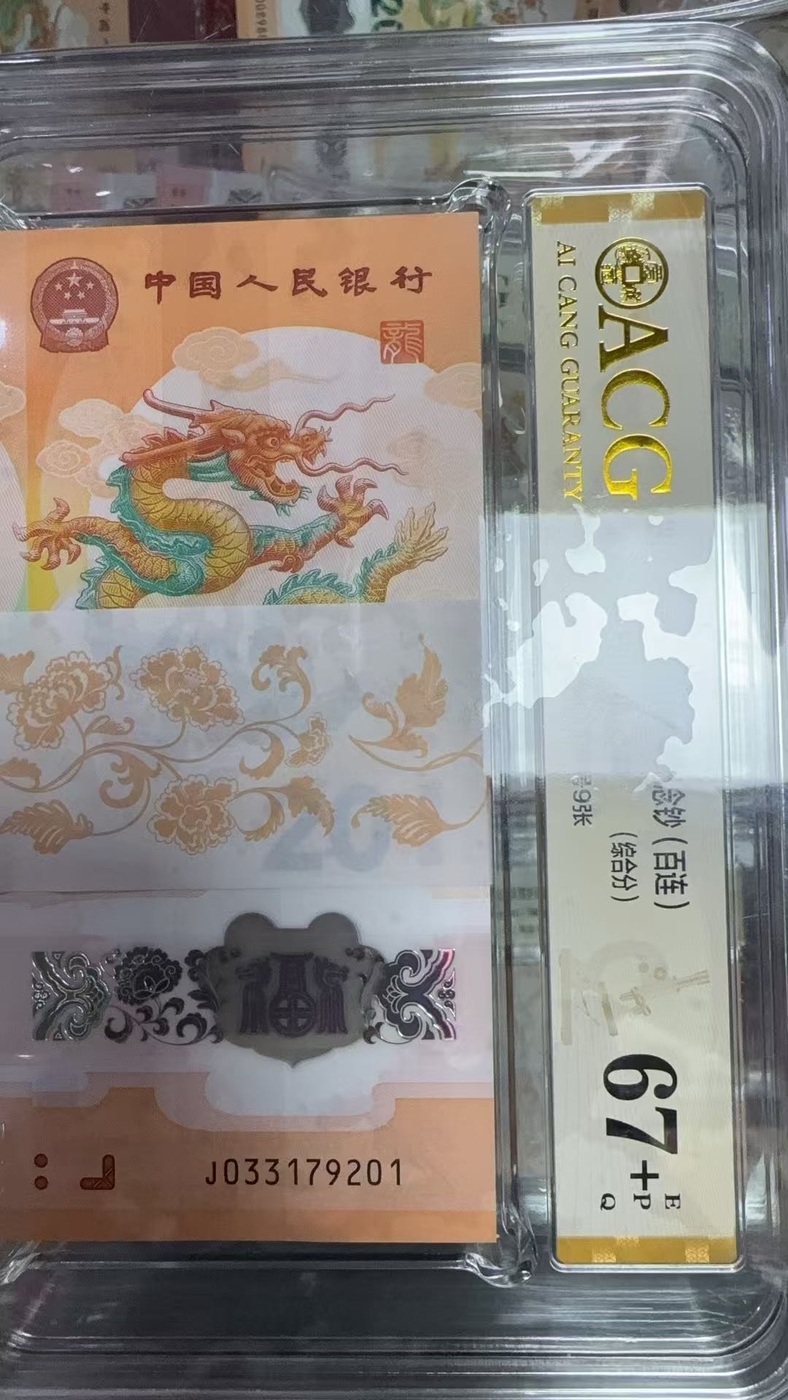 中国人民银行
龍
J033179201
ACG
AI CANG GUARANTY
念钞（百连）
（综合分）
号9张
67+
E
P
Q